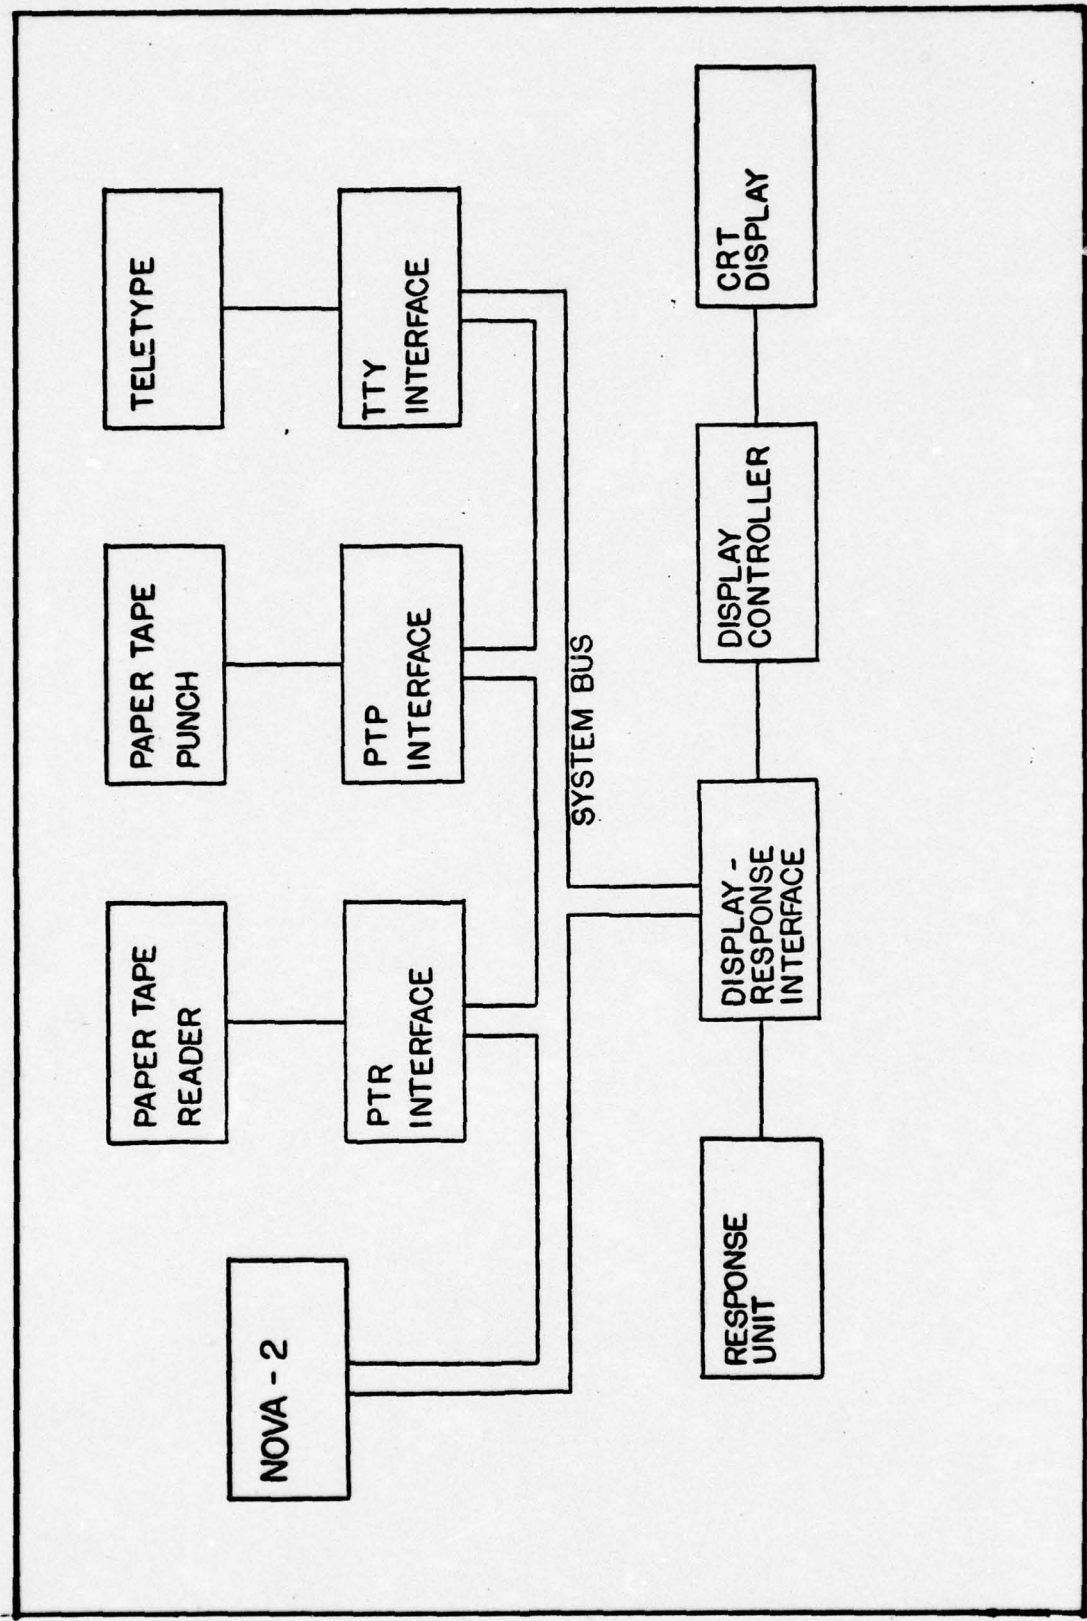 NOVA - 2
PAPER TAPE
READER
PAPER TAPE
PUNCH
TELETYPE
PTR
INTERFACE
PTP
INTERFACE
TTY
INTERFACE
SYSTEM BUS
RESPONSE
UNIT
DISPLAY -
RESPONSE
INTERFACE
DISPLAY
CONTROLLER
CRT
DISPLAY